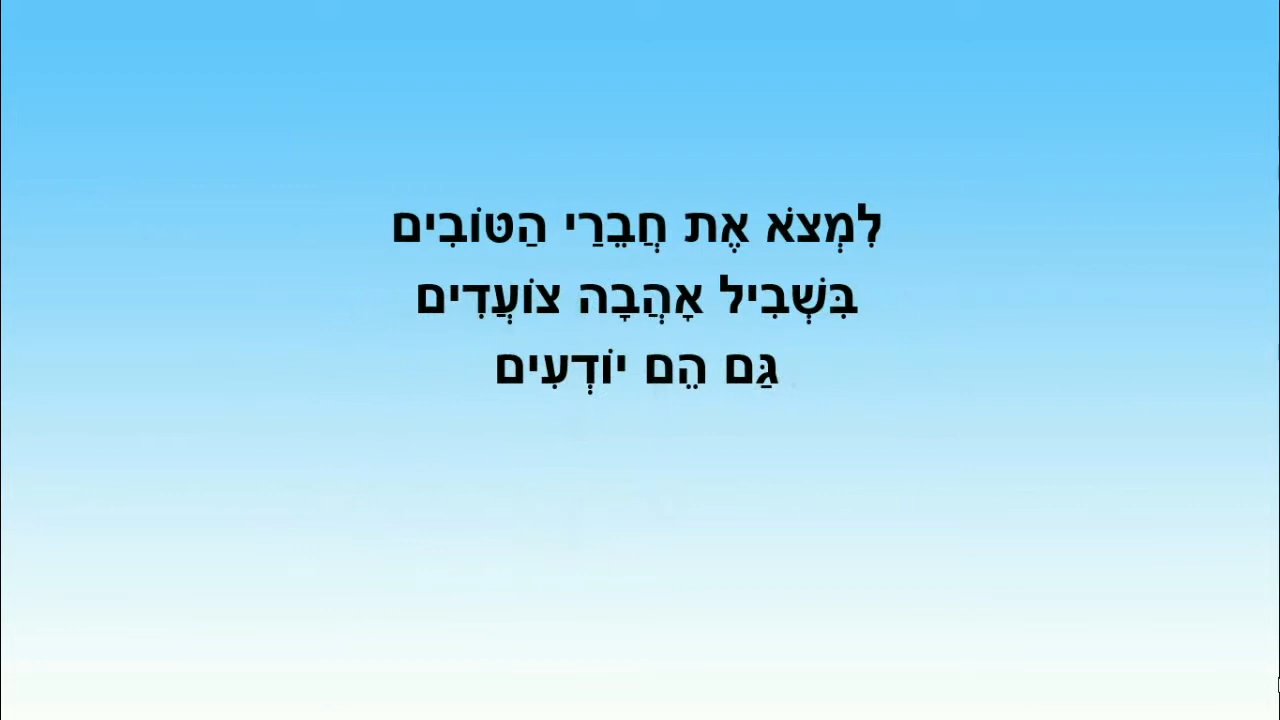 לִמְצֹא אֶת חֲבֵרַי הַטּוֹבִים
בִּשְׁבִיל אָהֲבָה צוֹעֲדִים
גַּם הֵם יוֹדְעִים